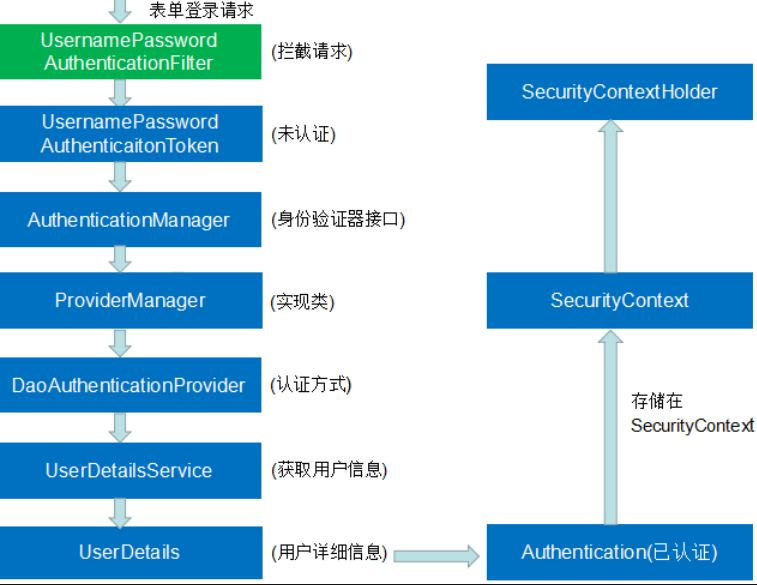 表单登录请求
UsernamePassword
AuthenticationFilter
(拦截请求)
UsernamePassword
AuthenticaitonToken
(未认证)
AuthenticationManager
(身份验证器接口)
ProviderManager
(实现类)
DaoAuthenticationProvider
(认证方式)
UserDetailsService
(获取用户信息)
UserDetails
(用户详细信息)
Authentication(已认证)
存储在
SecurityContext
SecurityContext
SecurityContextHolder